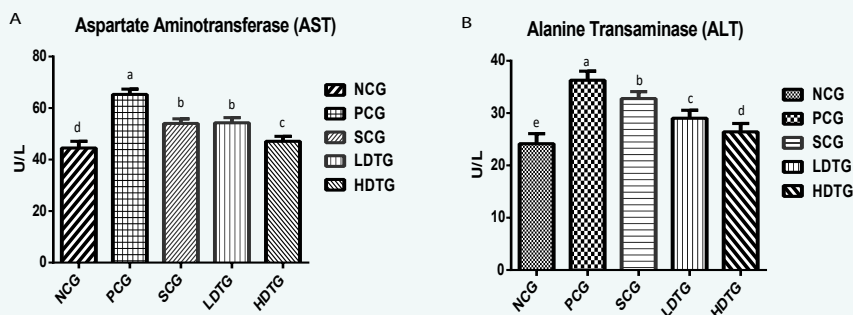 A
Aspartate Aminotransferase (AST)
80
60
40
20
0
U/L
d
a
b
b
c
NCG
PCG
SCG
LDTG
HDTG
NCG
PCG
SCG
LDTG
HDTG
B
Alanine Transaminase (ALT)
40
30
20
10
0
U/L
e
a
b
c
d
NCG
PCG
SCG
LDTG
HDTG
NCG
PCG
SCG
LDTG
HDTG